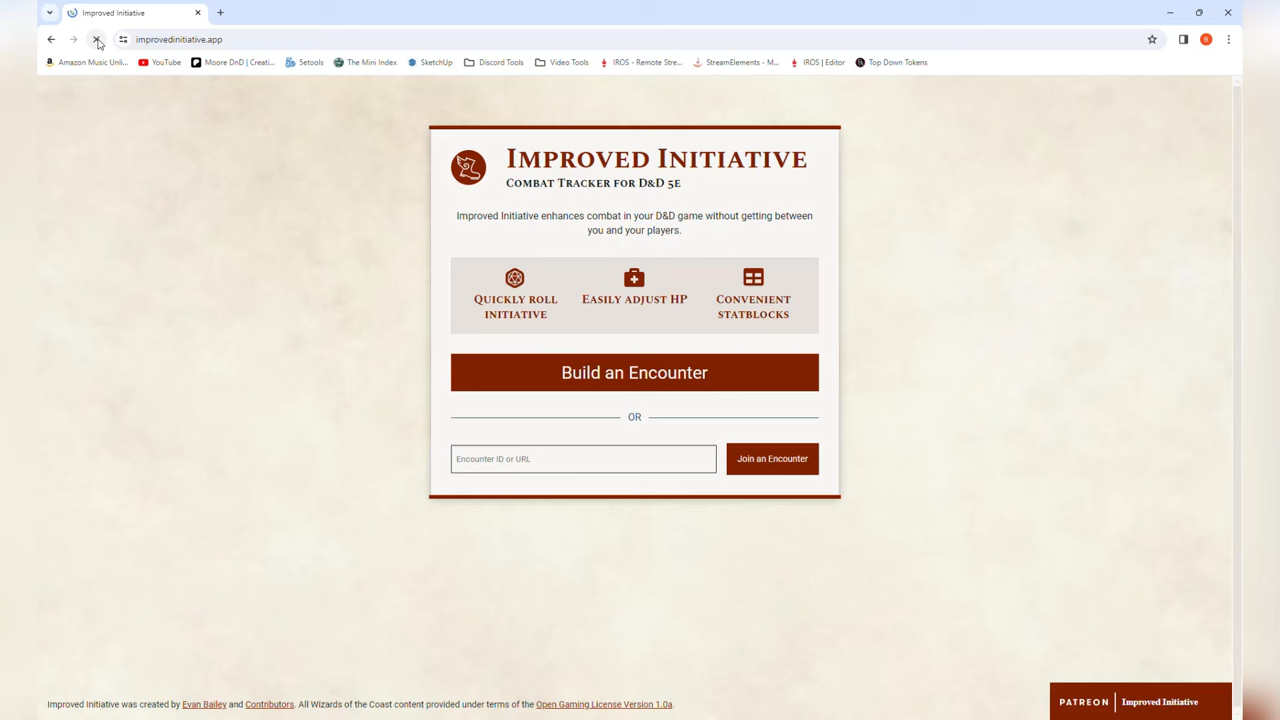 Improved Initiative
improvedinitiative.app
B
Amazon Music Unli...
YouTube
Moore DnD | Creati...
5etools
The Mini Index
SketchUp
Discord Tools
Video Tools
IROS - Remote Stre...
StreamElements - M...
IROS | Editor
Top Down Tokens
Improved Initiative
Combat Tracker for D&D 5e
Improved Initiative enhances combat in your D&D game without getting between
you and your players.
Quickly roll
initiative
Easily adjust HP
Convenient
statblocks
Build an Encounter
OR
Encounter ID or URL
Join an Encounter
Improved Initiative was created by Evan Bailey and Contributors. All Wizards of the Coast content provided under terms of the Open Gaming License Version 1.0a.
PATREON | Improved Initiative